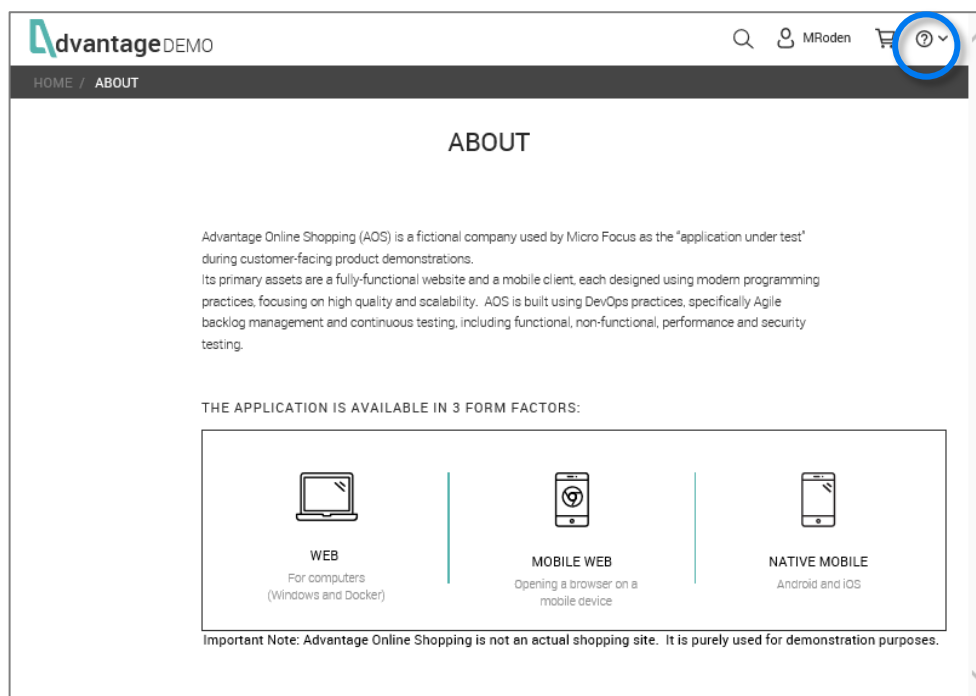 AdvantageDEMO
MRoden
HOME / ABOUT
ABOUT
Advantage Online Shopping (AOS) is a fictional company used by Micro Focus as the “application under test”
during customer-facing product demonstrations.
Its primary assets are a fully-functional website and a mobile client, each designed using modern programming
practices, focusing on high quality and scalability. AOS is built using DevOps practices, specifically Agile
backlog management and continuous testing, including functional, non-functional, performance and security
testing.
THE APPLICATION IS AVAILABLE IN 3 FORM FACTORS:
WEB
For computers
(Windows and Docker)
MOBILE WEB
Opening a browser on a
mobile device
NATIVE MOBILE
Android and iOS
Important Note: Advantage Online Shopping is not an actual shopping site. It is purely used for demonstration purposes.